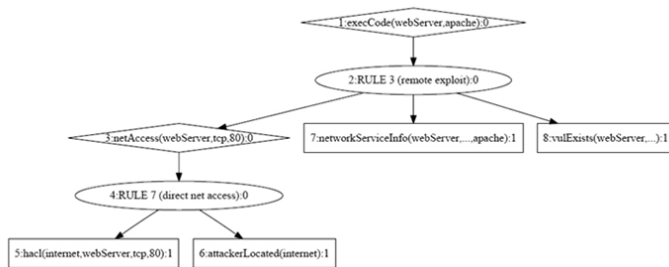 1:execCode(webServer,apache):0
2:RULE 3 (remote exploit):0
3:netAccess(webServer,tcp,80):0
7:networkServiceInfo(webServer,...,apache):1
8:vulExists(webServer,...):1
4:RULE 7 (direct net access):0
5:hacl(internet,webServer,tcp,80):1
6:attackerLocated(internet):1